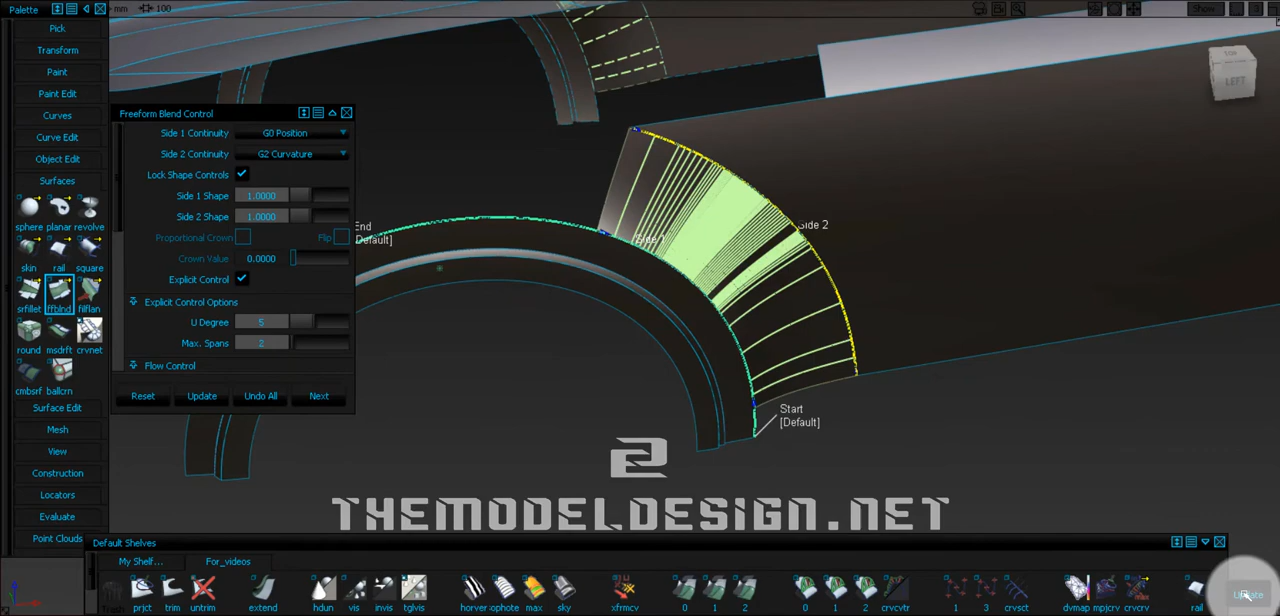 Palette
mm 100
Show
3
Pick
Transform
Paint
Paint Edit
Curves
Curve Edit
Object Edit
Surfaces
sphere planar revolve
skin rail square
srfillet ffblnd filflan
round msdrft crvnet
cmbsrf ballcrn
Surface Edit
Mesh
View
Construction
Locators
Evaluate
Point Clouds
Freeform Blend Control
Side 1 Continuity G0 Position
Side 2 Continuity G2 Curvature
Lock Shape Controls
Side 1 Shape 1.0000
Side 2 Shape 1.0000
Proportional Crown Flip
Crown Value 0.0000
Explicit Control
Explicit Control Options
U Degree 5
Max. Spans 2
Flow Control
Reset Update Undo All Next
End
[Default]
Side 1
Side 2
Start
[Default]
LEFT
2
THEMODELDESIGN.NET
Default Shelves
My Shelf... For_videos
Trash prjct trim untrim extend hdun vis invis tglvis horver mphote max sky xfrmcv 0 1 2 0 1 2 crvcvtr 1 3 crvsct dvmap mpjcrv crvcrv rail
Update